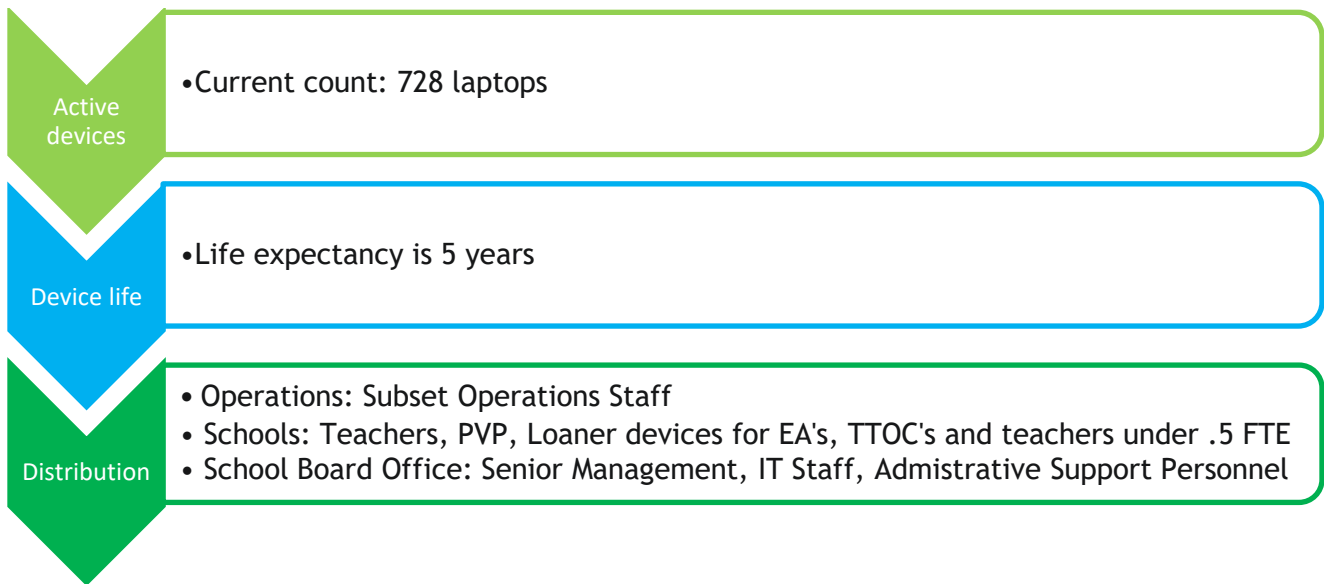 Active
devices
•Current count: 728 laptops
Device life
•Life expectancy is 5 years
Distribution
• Operations: Subset Operations Staff
• Schools: Teachers, PVP, Loaner devices for EA's, TTOC's and teachers under .5 FTE
• School Board Office: Senior Management, IT Staff, Admistrative Support Personnel